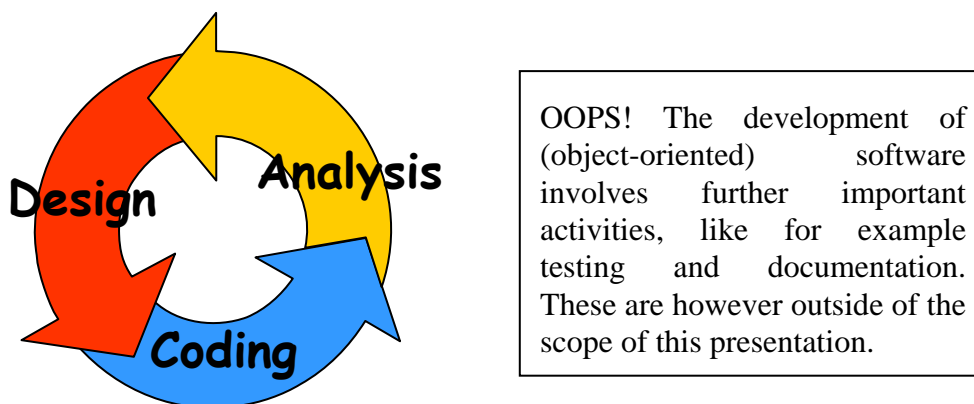 Analysis
Design
Coding
OOPS! The development of
(object-oriented) software
involves further important
activities, like for example
testing and documentation.
These are however outside of the
scope of this presentation.